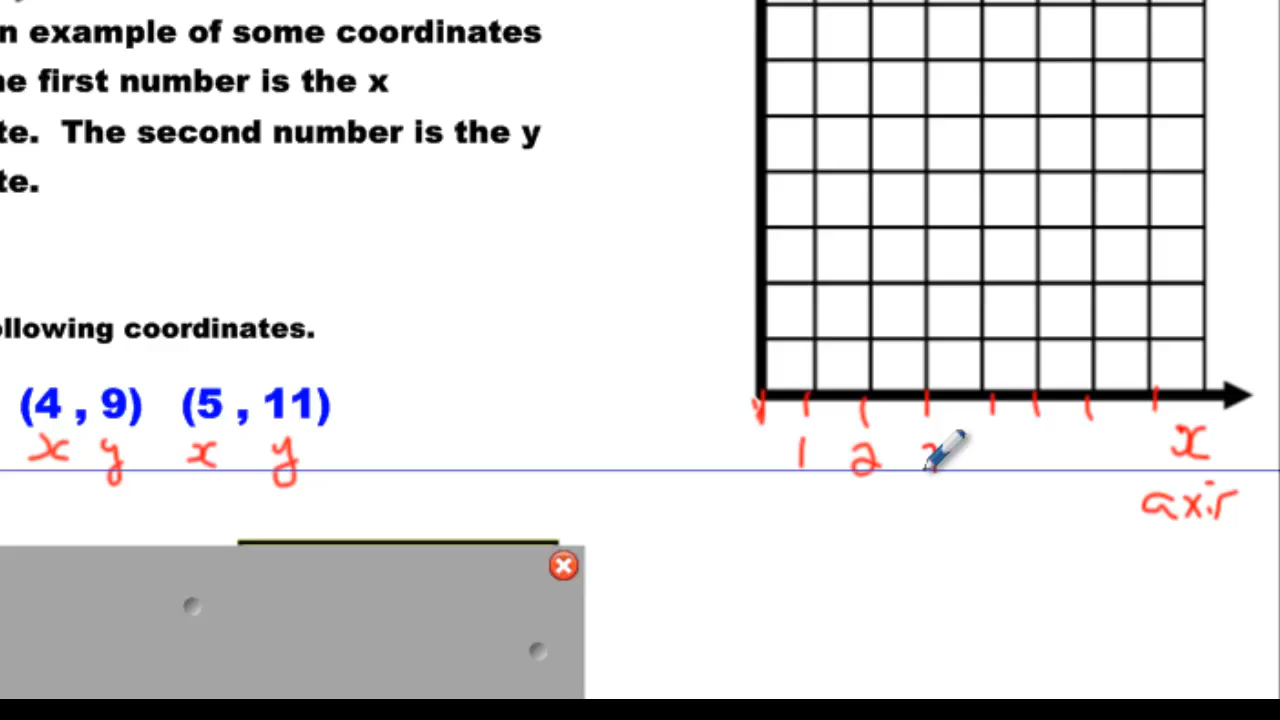 n example of some coordinates
he first number is the x
te. The second number is the y
te.
ollowing coordinates.
(4 , 9) (5 , 11)
x y x y
1 2
x
axis